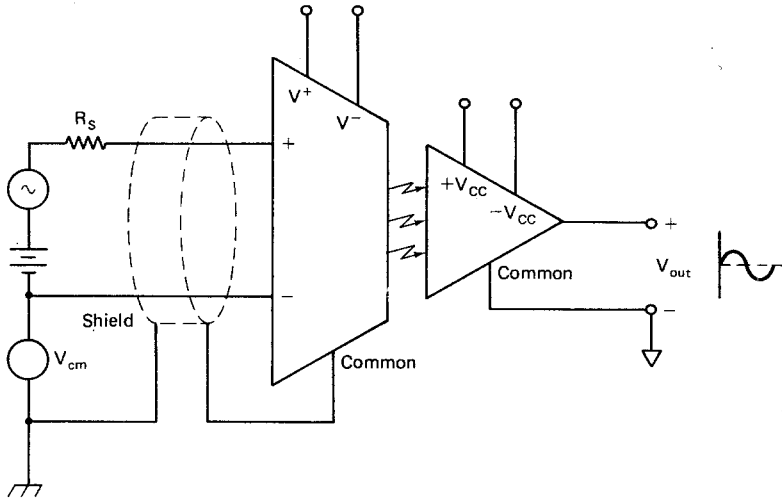 V+
V−
R_S
+
+V_CC
−V_CC
+
V_out
Common
−
−
Shield
V_cm
Common